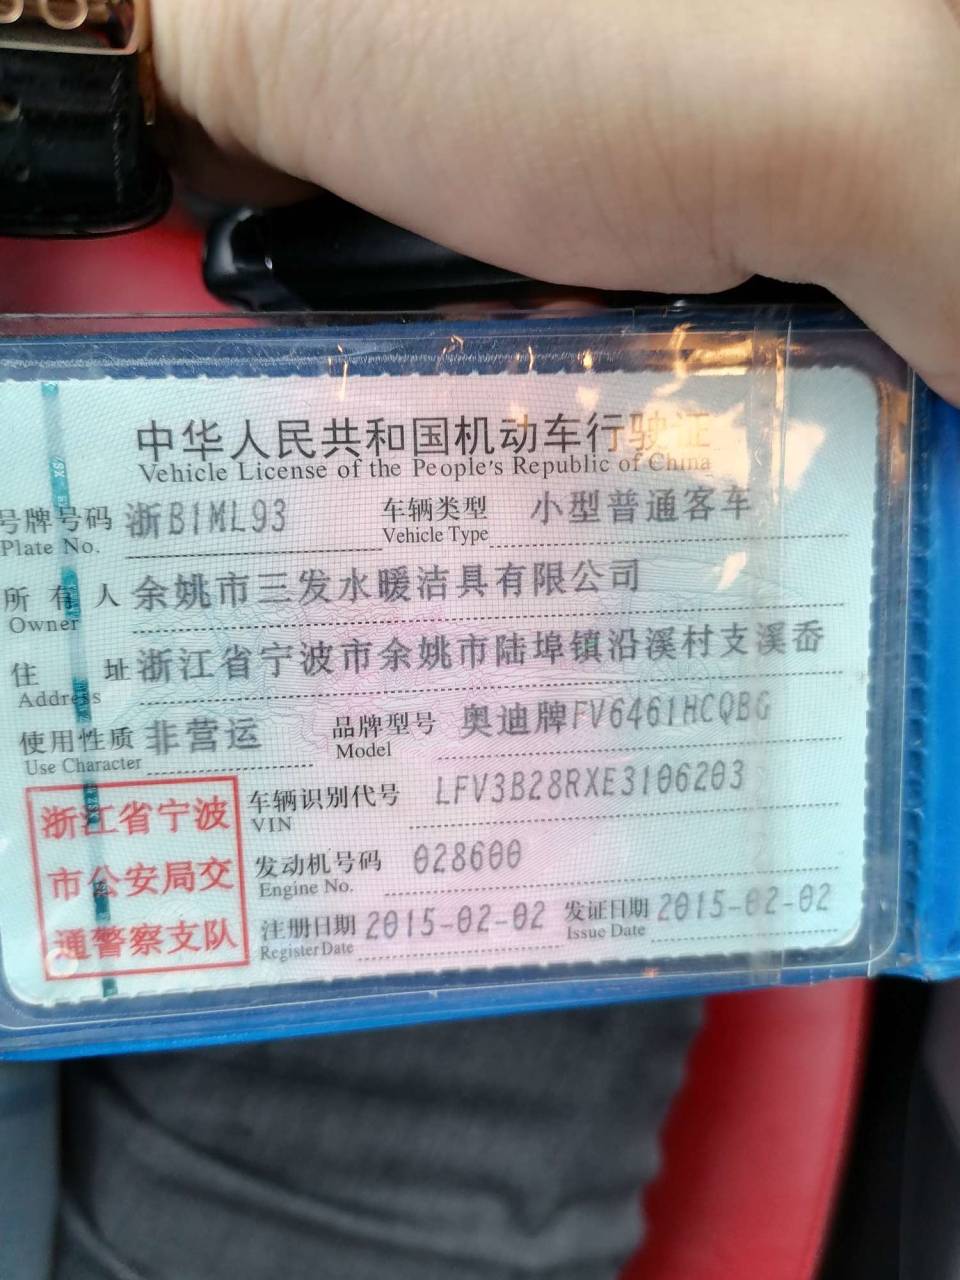 中华人民共和国机动车行驶证
Vehicle License of the People's Republic of China
号牌号码 浙B1ML93 车辆类型 小型普通客车
Plate No. Vehicle Type
所有人 余姚市三发水暖洁具有限公司
Owner
住址 浙江省宁波市余姚市陆埠镇沿溪村支溪岙
Address
使用性质 非营运 品牌型号 奥迪牌FV6461HCQBG
Use Character Model
浙江省宁波
市公安局交
通警察支队
车辆识别代号 LFV3B28RXE3106203
VIN
发动机号码 028600
Engine No.
注册日期 2015-02-02 发证日期 2015-02-02
Register Date Issue Date